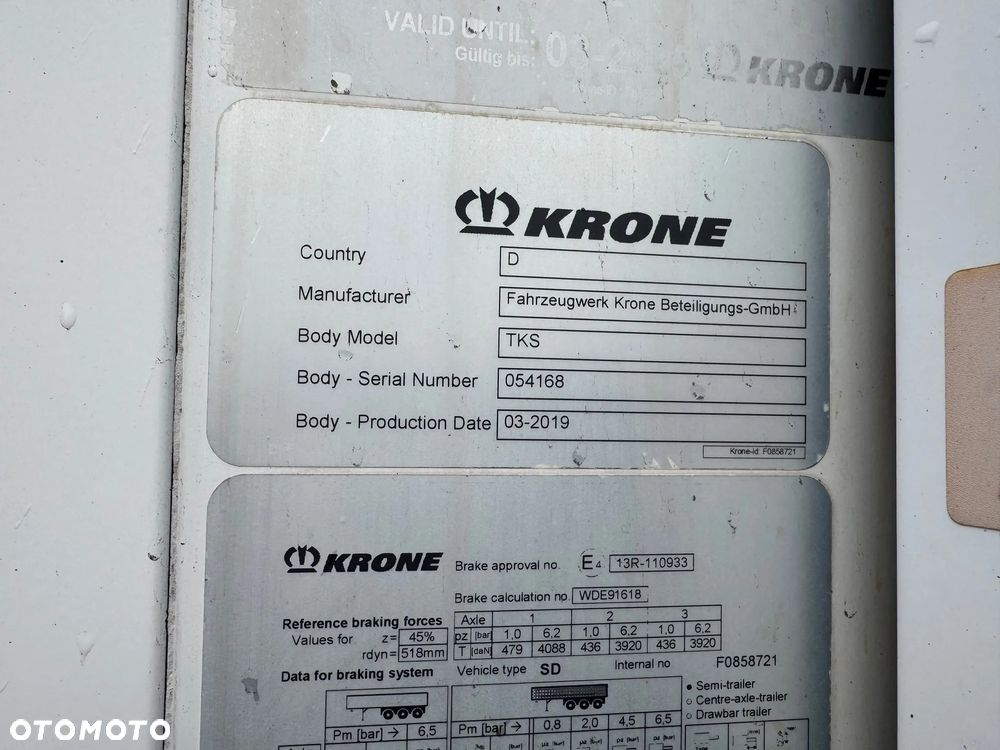 VALID UNTIL:
Gültig bis: 03-2
KRONE
KRONE
Country D
Manufacturer Fahrzeugwerk Krone Beteiligungs-GmbH
Body Model TKS
Body - Serial Number 054168
Body - Production Date 03-2019
Krone-Id F0858721
KRONE
Brake approval no. E4 13R-110933
Brake calculation no. WDE91618
Reference braking forces Axle 1 2 3
Values for z= 45% pz [bar] 1,0 6,2 1,0 6,2 1,0 6,2
rdyn= 518mm T [daN] 479 4088 436 3920 436 3920
Data for braking system Vehicle type SD Internal no F0858721
• Semi-trailer
○ Centre-axle-trailer
○ Drawbar trailer
Pm [bar] → 6,5 Pm [bar] → 0,8 2,0 4,5 6,5
OTOMOTO